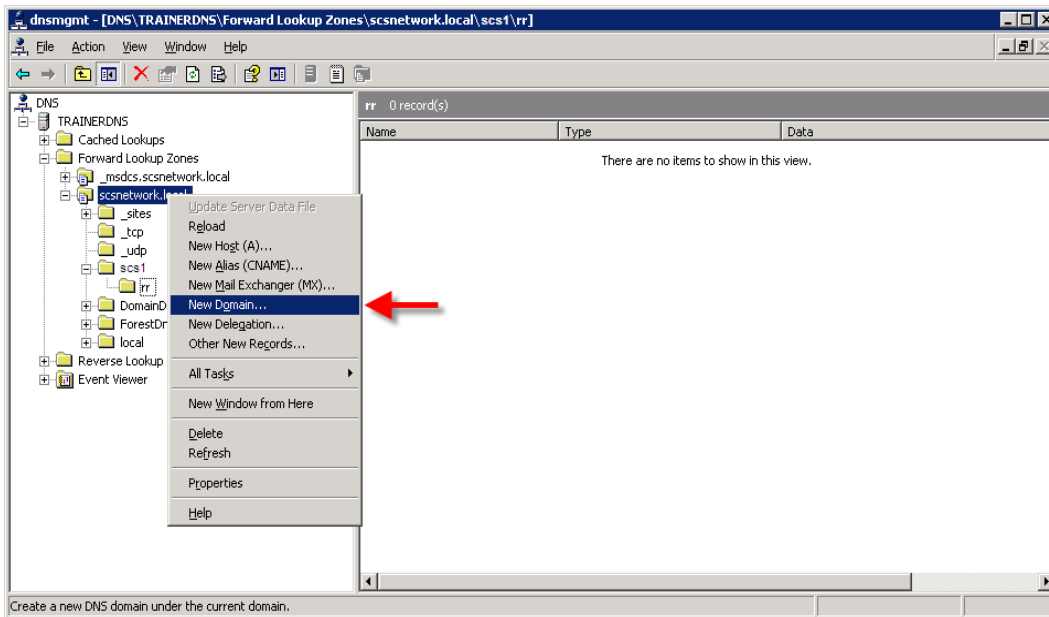 dnsmgmt - [DNS\TRAINERDNS\Forward Lookup Zones\scsnetwork.local\scs1\rr]
File Action View Window Help
DNS
TRAINERDNS
Cached Lookups
Forward Lookup Zones
_msdcs.scsnetwork.local
scsnetwork.local
_sites
_tcp
_udp
scs1
rr
DomainD
ForestDn
local
Reverse Lookup
Event Viewer
Update Server Data File
Reload
New Host (A)...
New Alias (CNAME)...
New Mail Exchanger (MX)...
New Domain...
New Delegation...
Other New Records...
All Tasks
New Window from Here
Delete
Refresh
Properties
Help
rr 0 record(s)
Name Type Data
There are no items to show in this view.
Create a new DNS domain under the current domain.